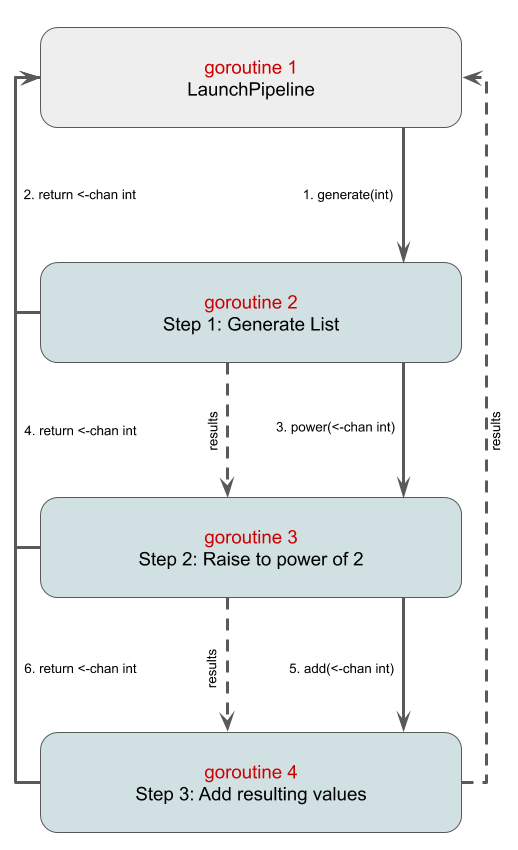 goroutine 1
LaunchPipeline
2. return <-chan int
1. generate(int)
goroutine 2
Step 1: Generate List
4. return <-chan int
results
3. power(<-chan int)
results
goroutine 3
Step 2: Raise to power of 2
6. return <-chan int
results
5. add(<-chan int)
goroutine 4
Step 3: Add resulting values